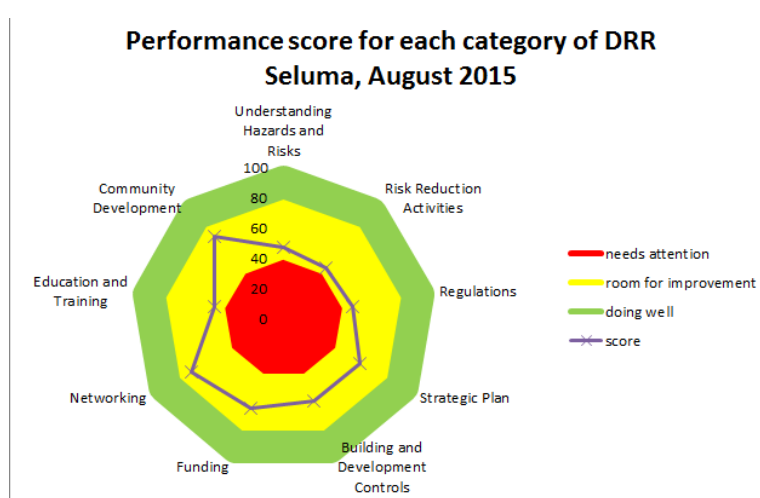 Performance score for each category of DRR
Seluma, August 2015
Understanding
Hazards and
Risks
100
80
60
40
20
0
Risk Reduction
Activities
Regulations
Strategic Plan
Building and
Development
Controls
Funding
Networking
Education and
Training
Community
Development
needs attention
room for improvement
doing well
score